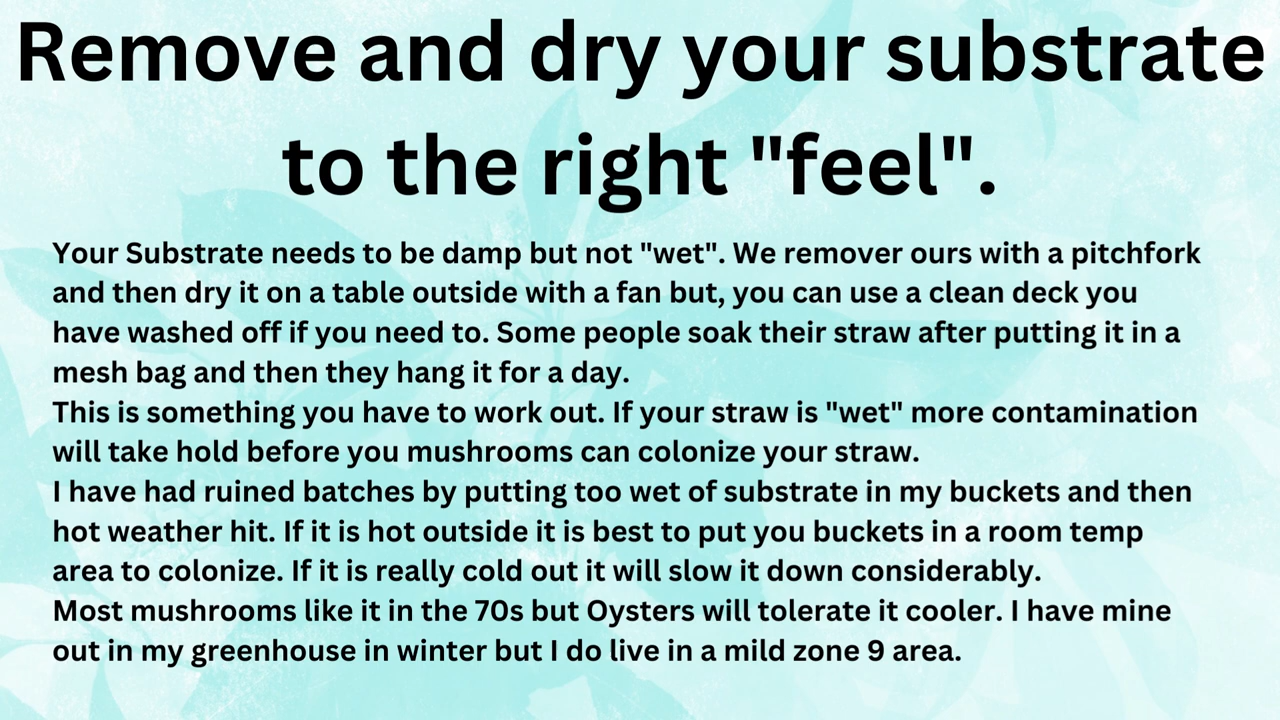 Remove and dry your substrate
to the right "feel".
Your Substrate needs to be damp but not "wet". We remover ours with a pitchfork
and then dry it on a table outside with a fan but, you can use a clean deck you
have washed off if you need to. Some people soak their straw after putting it in a
mesh bag and then they hang it for a day.
This is something you have to work out. If your straw is "wet" more contamination
will take hold before you mushrooms can colonize your straw.
I have had ruined batches by putting too wet of substrate in my buckets and then
hot weather hit. If it is hot outside it is best to put you buckets in a room temp
area to colonize. If it is really cold out it will slow it down considerably.
Most mushrooms like it in the 70s but Oysters will tolerate it cooler. I have mine
out in my greenhouse in winter but I do live in a mild zone 9 area.